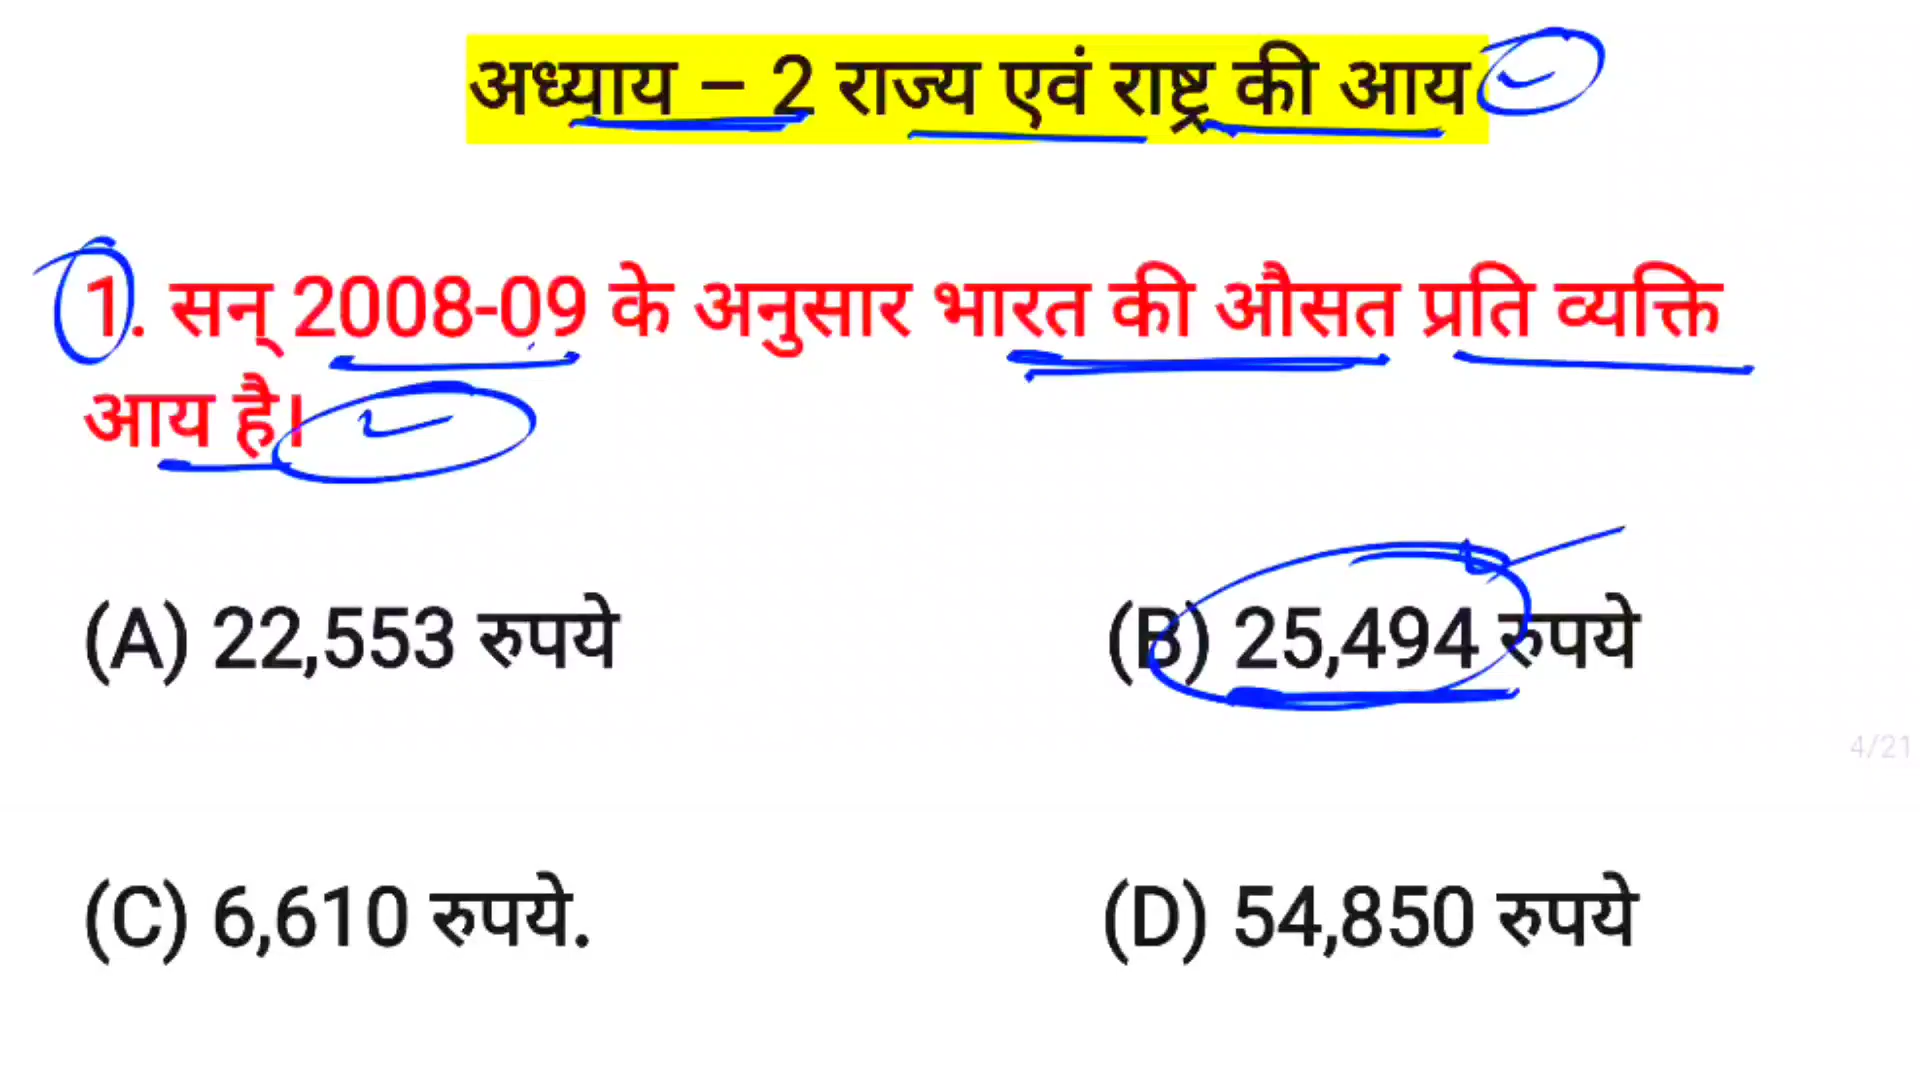 अध्याय – 2 राज्य एवं राष्ट्र की आय
1. सन् 2008-09 के अनुसार भारत की औसत प्रति व्यक्ति
आय है।
(A) 22,553 रुपये (B) 25,494 रुपये
4/21
(C) 6,610 रुपये. (D) 54,850 रुपये